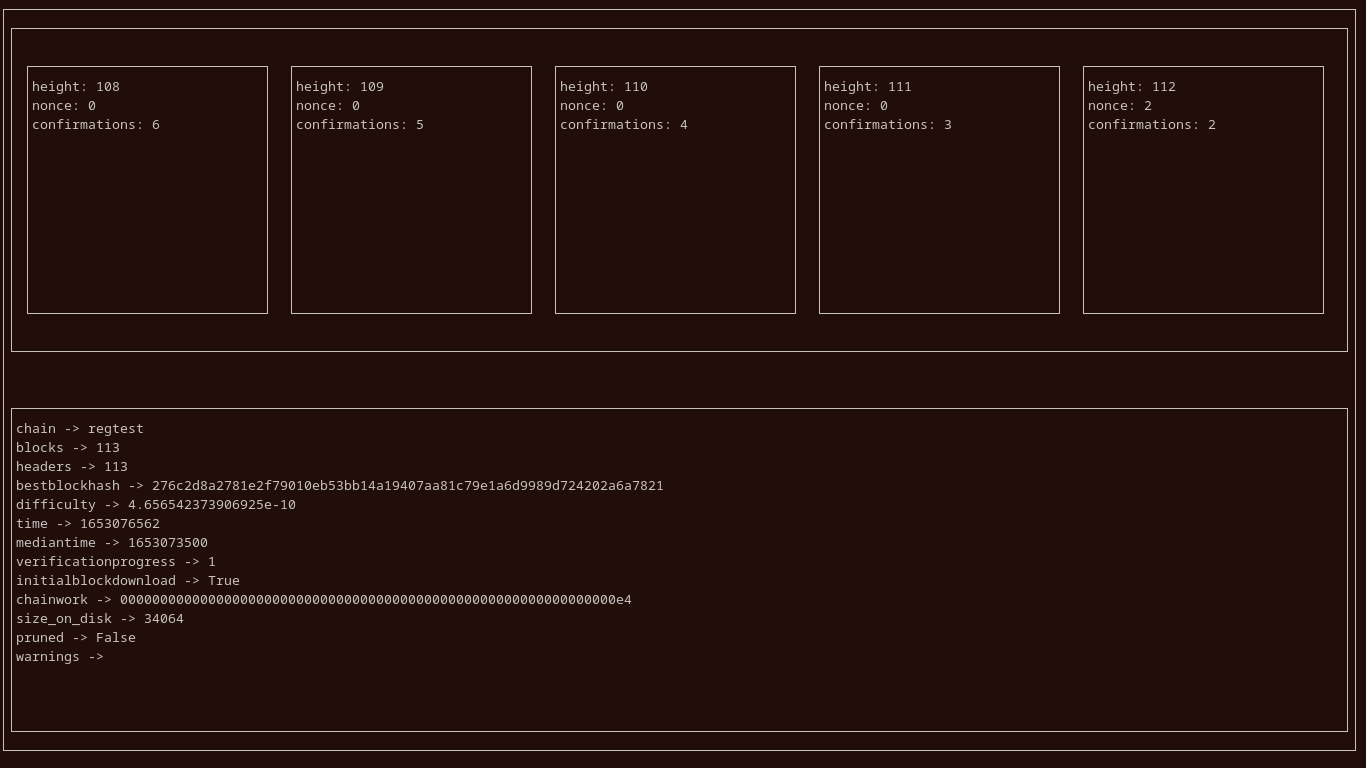 height: 108
nonce: 0
confirmations: 6
height: 109
nonce: 0
confirmations: 5
height: 110
nonce: 0
confirmations: 4
height: 111
nonce: 0
confirmations: 3
height: 112
nonce: 2
confirmations: 2
chain -> regtest
blocks -> 113
headers -> 113
bestblockhash -> 276c2d8a2781e2f79010eb53bb14a19407aa81c79e1a6d9989d724202a6a7821
difficulty -> 4.656542373906925e-10
time -> 1653076562
mediantime -> 1653073500
verificationprogress -> 1
initialblockdownload -> True
chainwork -> 00000000000000000000000000000000000000000000000000000000000000e4
size_on_disk -> 34064
pruned -> False
warnings ->